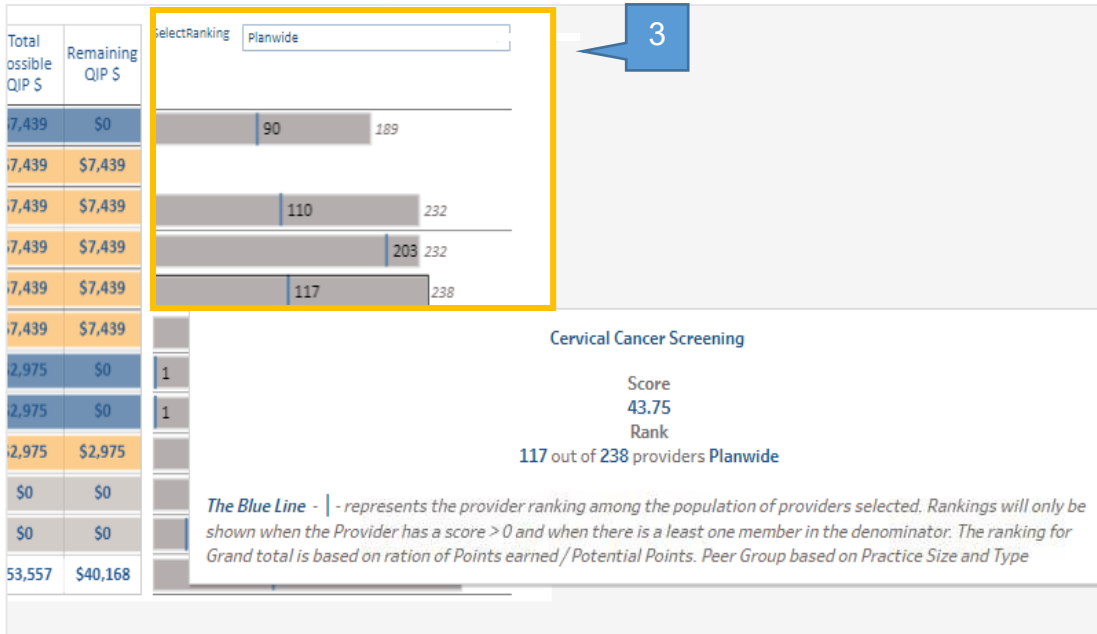 Total
ossible
QIP $
Remaining
QIP $
SelectRanking Planwide
3
7,439 $0 90 189
7,439 $7,439
7,439 $7,439 110 232
7,439 $7,439 203 232
7,439 $7,439 117 238
7,439 $7,439
2,975 $0 1
2,975 $0 1
2,975 $2,975
$0 $0
$0 $0
53,557 $40,168
Cervical Cancer Screening
Score
43.75
Rank
117 out of 238 providers Planwide
The Blue Line - | - represents the provider ranking among the population of providers selected. Rankings will only be
shown when the Provider has a score > 0 and when there is a least one member in the denominator. The ranking for
Grand total is based on ration of Points earned / Potential Points. Peer Group based on Practice Size and Type